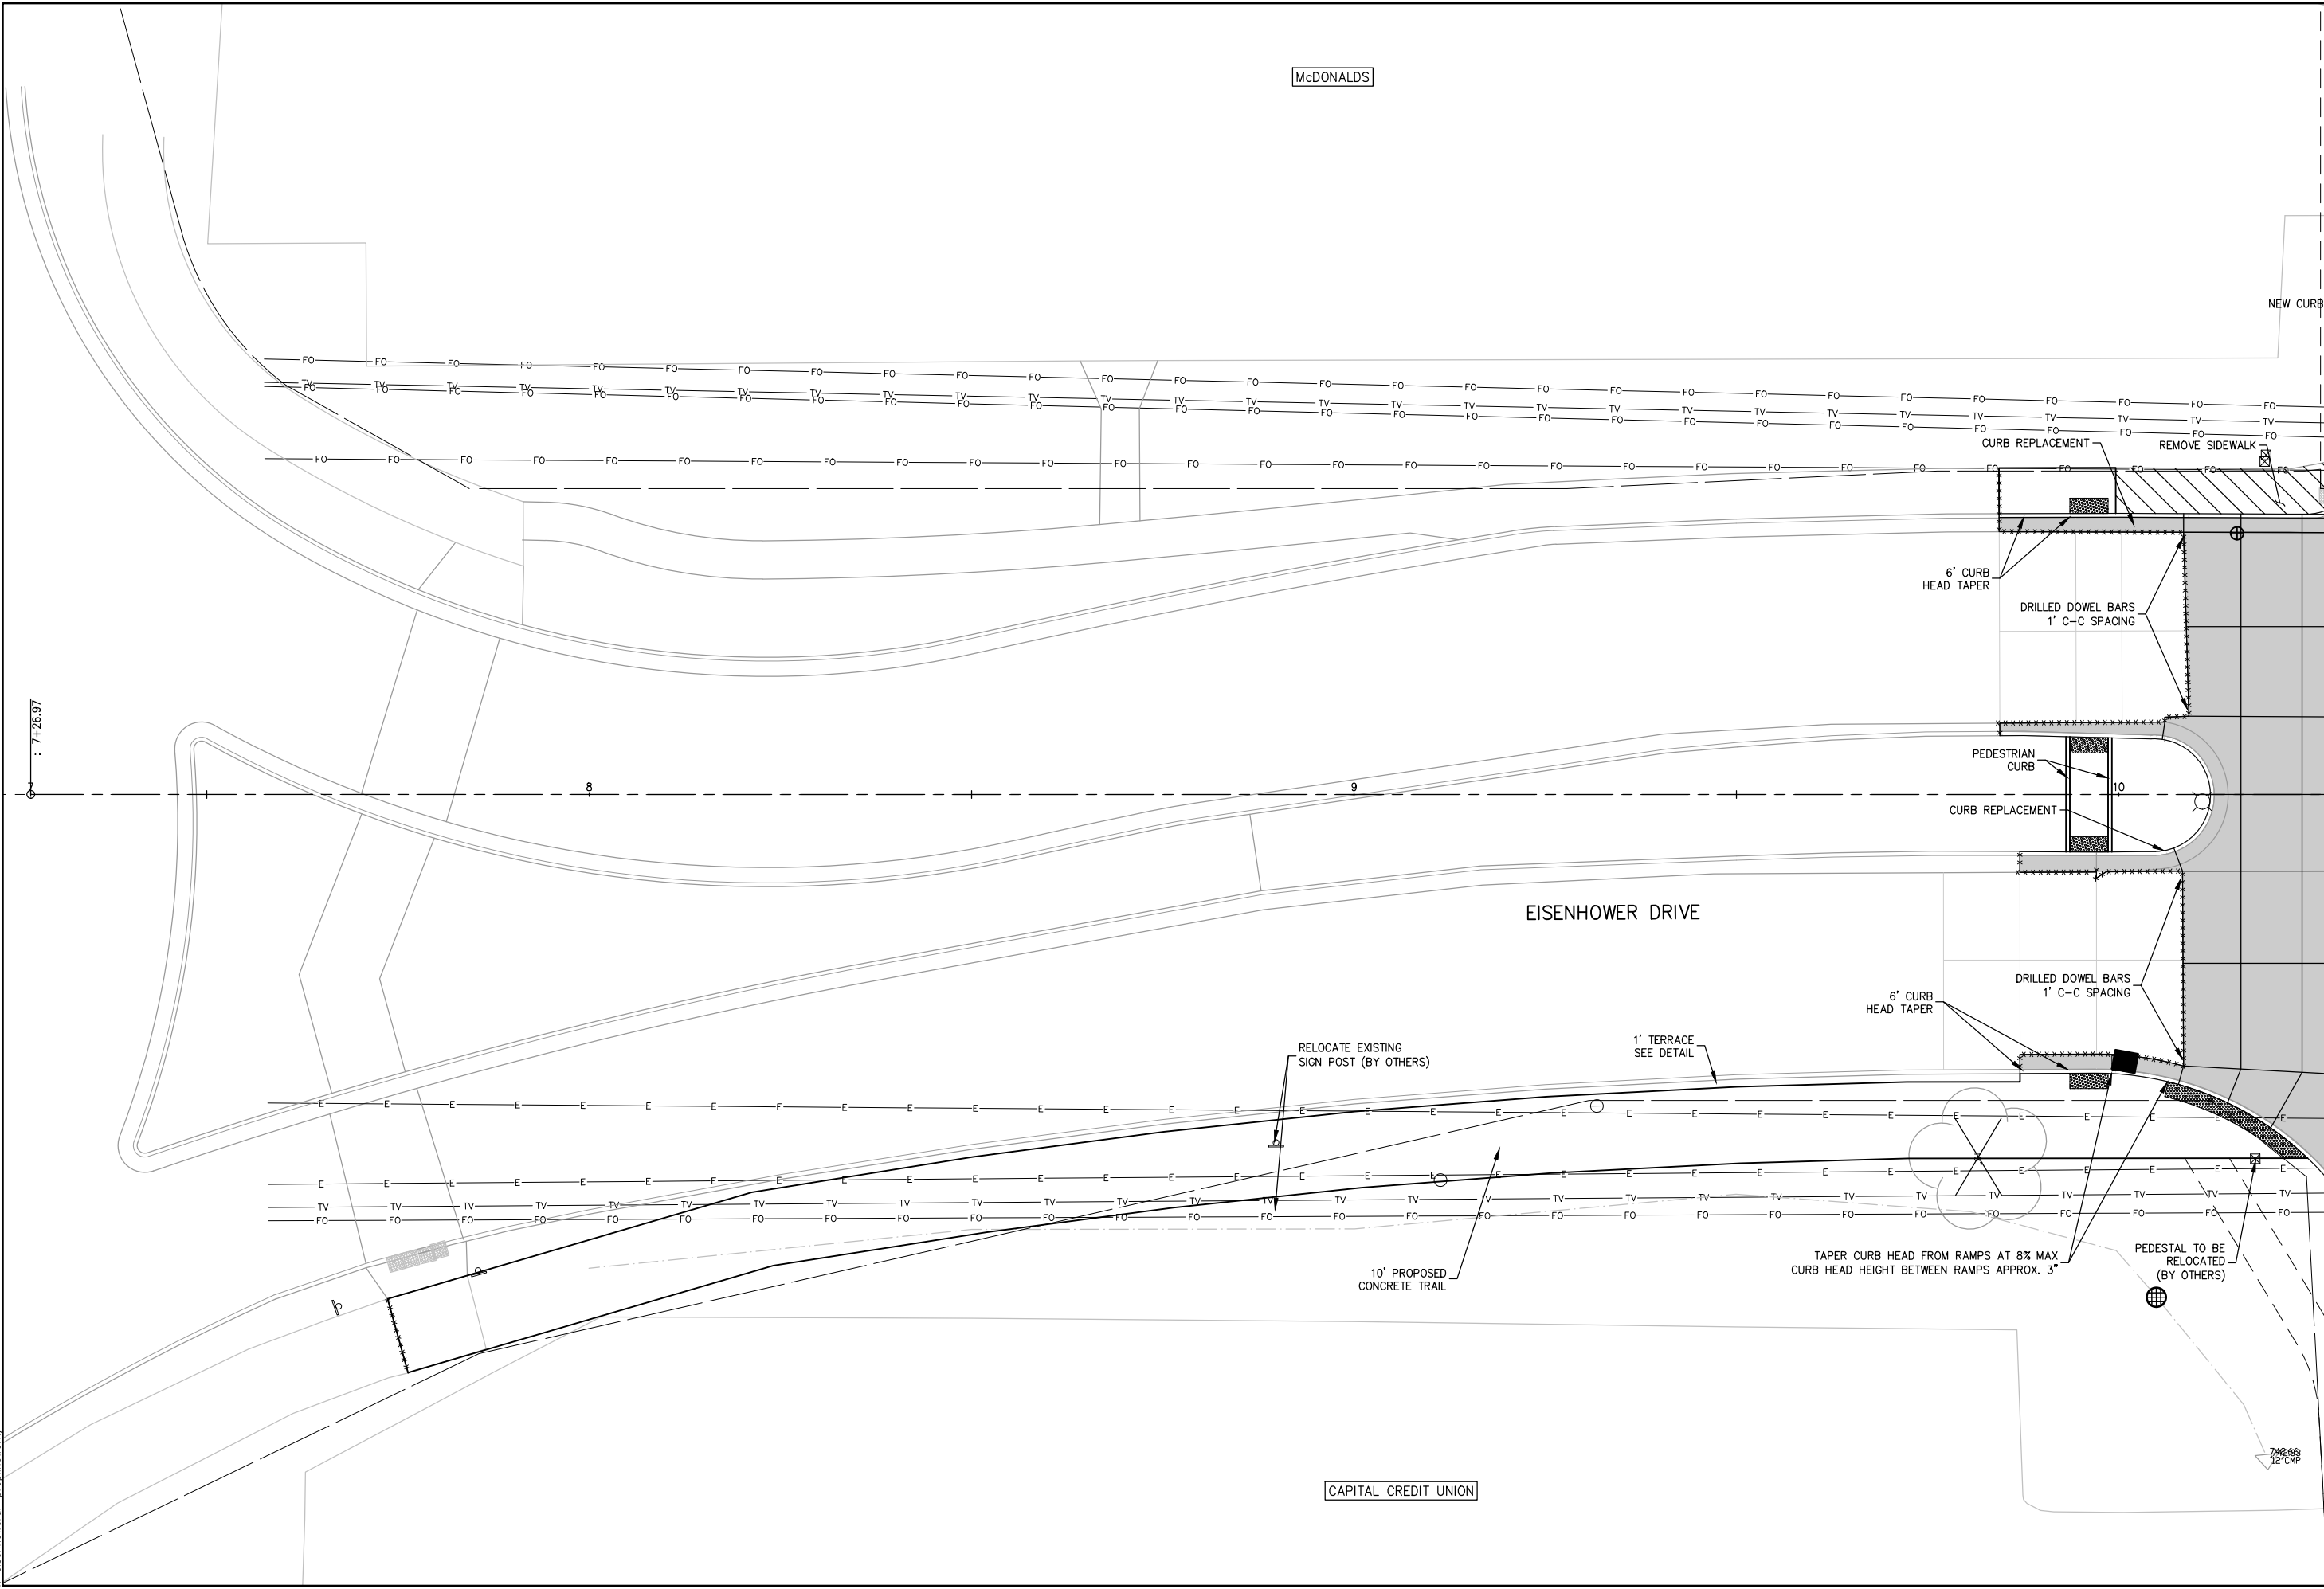 McDONALDS
NEW CURB
CURB REPLACEMENT
REMOVE SIDEWALK
6' CURB
HEAD TAPER
DRILLED DOWEL BARS
1' C-C SPACING
: 7+26.97
7
8
9
10
PEDESTRIAN
CURB
CURB REPLACEMENT
EISENHOWER DRIVE
DRILLED DOWEL BARS
1' C-C SPACING
6' CURB
HEAD TAPER
1' TERRACE
SEE DETAIL
RELOCATE EXISTING
SIGN POST (BY OTHERS)
10' PROPOSED
CONCRETE TRAIL
TAPER CURB HEAD FROM RAMPS AT 8% MAX
CURB HEAD HEIGHT BETWEEN RAMPS APPROX. 3"
PEDESTAL TO BE
RELOCATED
(BY OTHERS)
12"CMP
CAPITAL CREDIT UNION